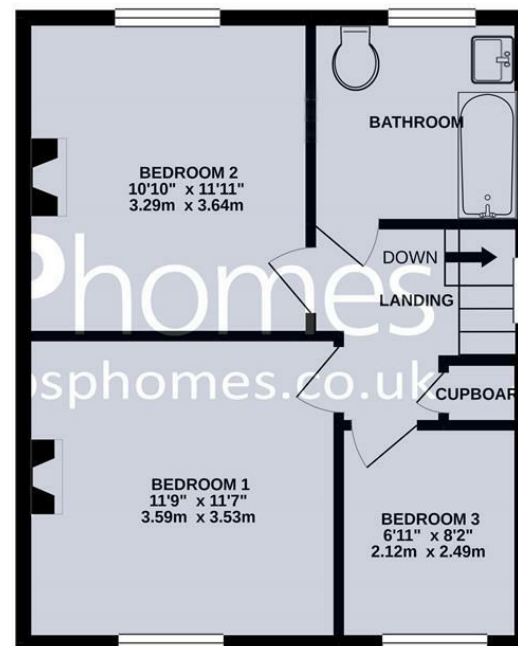 BATHROOM
BEDROOM 2
10'10" x 11'11"
3.29m x 3.64m
DOWN
LANDING
Phomes
osphomes.co.uk
CUPBOAR
BEDROOM 1
11'9" x 11'7"
3.59m x 3.53m
BEDROOM 3
6'11" x 8'2"
2.12m x 2.49m